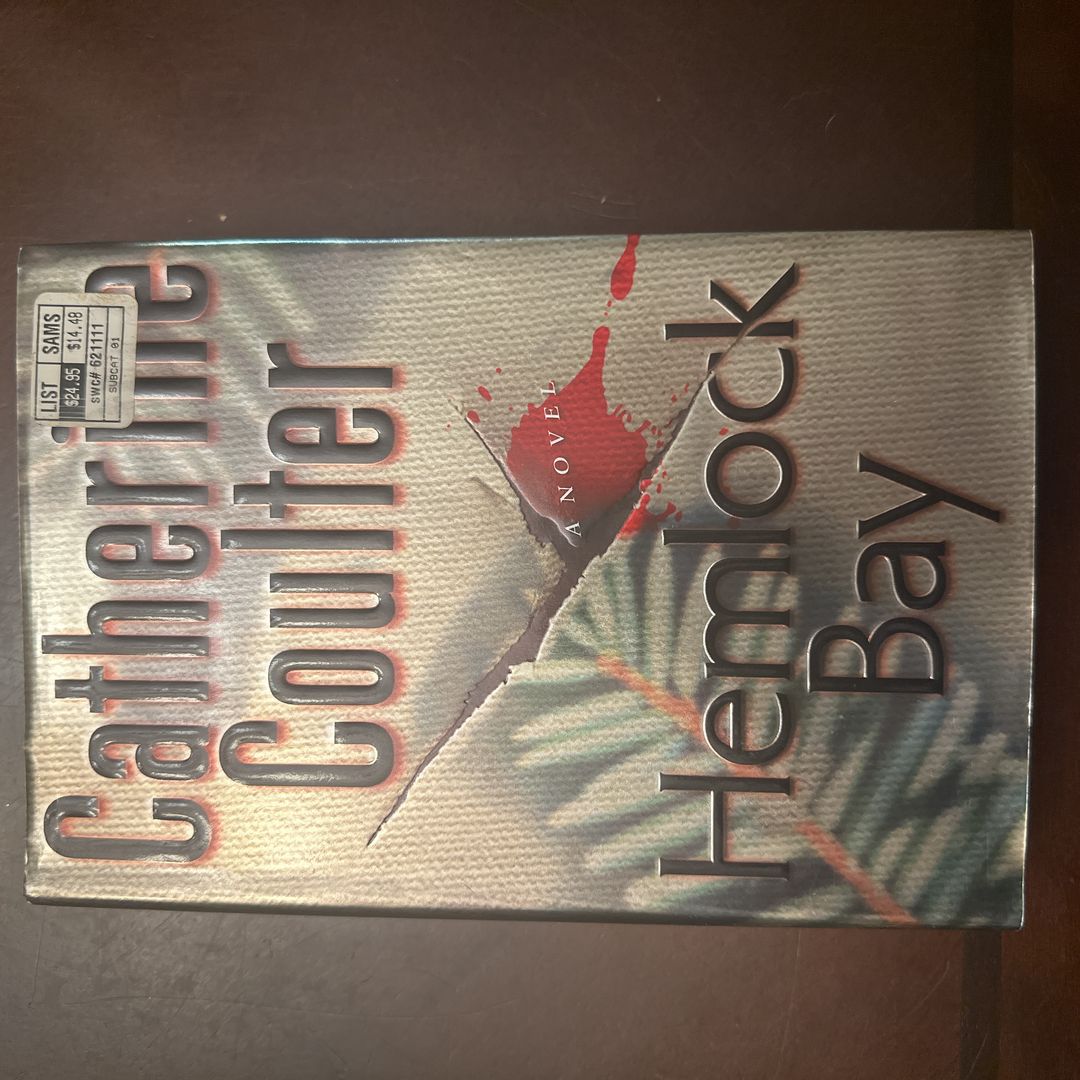 LIST SAMS
$24.95 $14.48
SWC# 621111
SUBCAT 01
Catherine
Coulter
A NOVEL
Hemlock
Bay